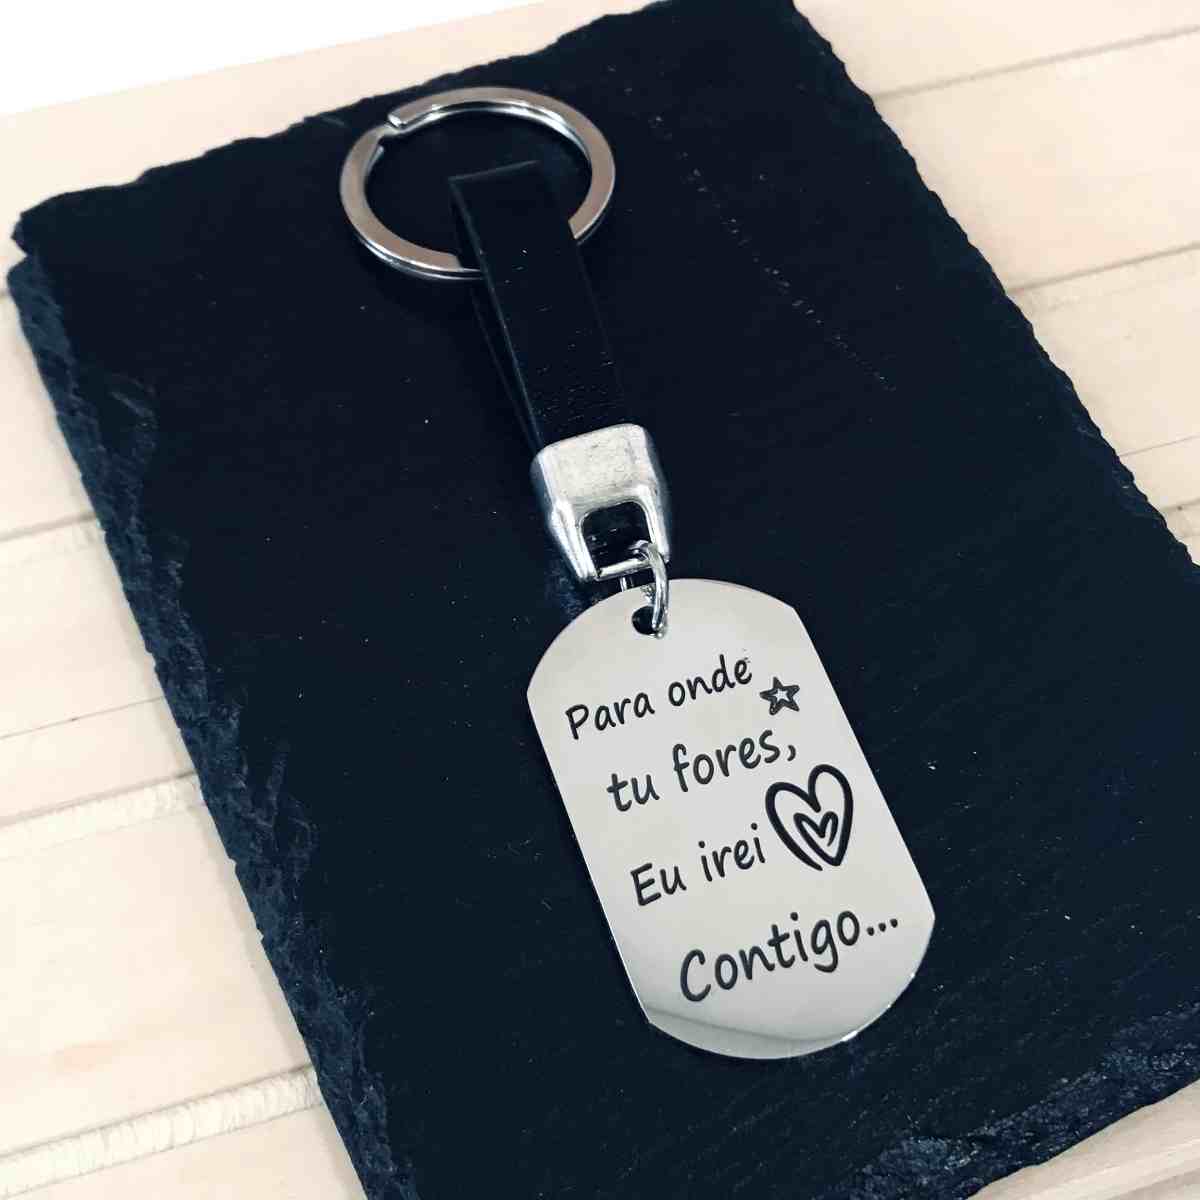 Para onde
tu fores,
Eu irei
Contigo...